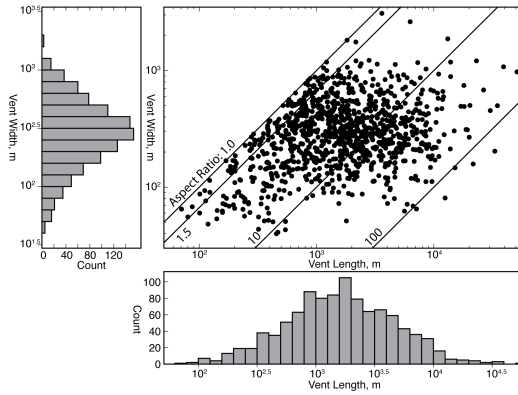 10^3.5
10^3
10^2.5
10^2
10^1.5
Vent Width, m
0 40 80 120
Count
10^3
10^2
Vent Width, m
Aspect Ratio: 1.0
1.5
10
100
10^2 10^3 10^4
Vent Length, m
100
80
60
40
20
0
Count
10^2 10^2.5 10^3 10^3.5 10^4 10^4.5
Vent Length, m